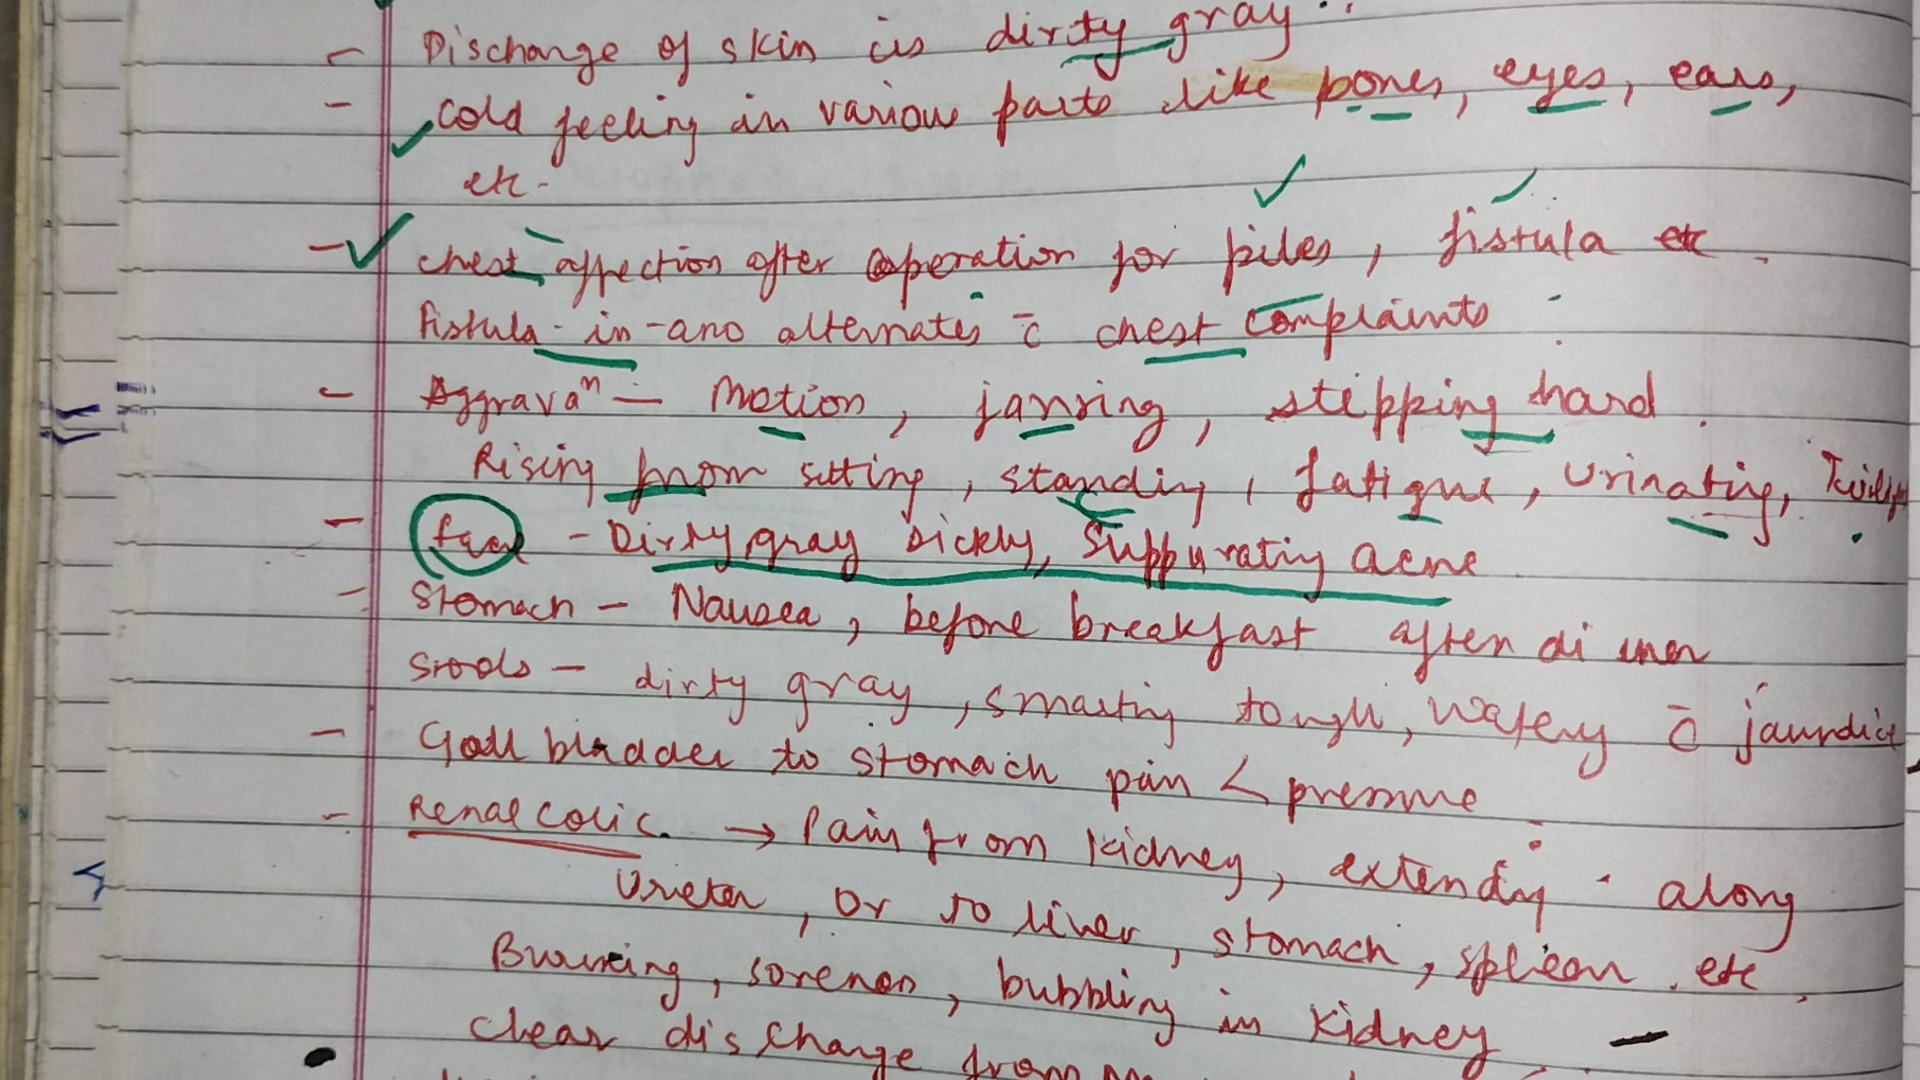 - Discharge of skin is dirty gray
- Cold feeling in various parts like bones, eyes, ears,
etc.
- chest affection after operation for piles, fistula etc.
fistula-in-ano alternates c̄ chest complaints
- Aggravaⁿ — Motion, jarring, stepping hard.
Rising from sitting, standing, fatigue, urinating,
- face - Dirty gray sickly, suppurating acne
- Stomach - Nausea, before breakfast after dinner
Stools - dirty gray, smarting tough, watery c̄ jaundice
- Gall bladder to stomach pain < pressure
- Renal colic. → Pain from kidney, extending along
Ureter, or to liver, stomach, spleen. etc.
Burning, soreness, bubbling in kidney
clear discharge from